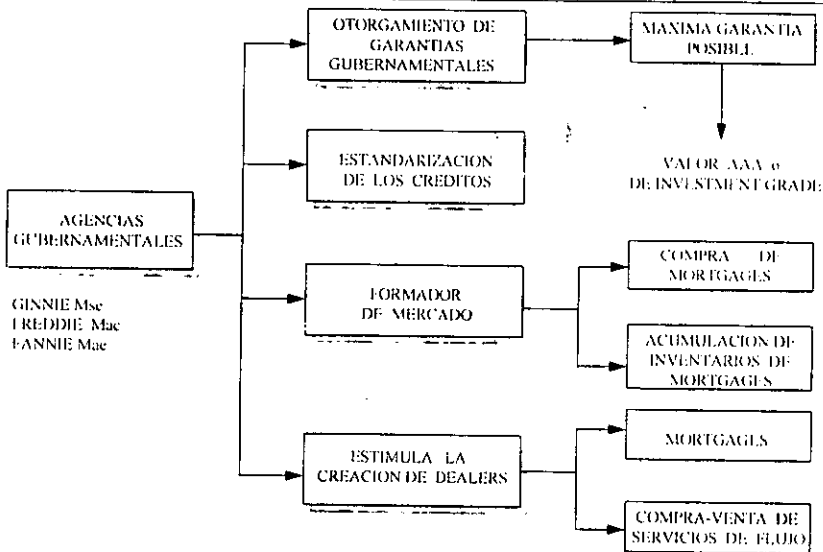 OTORGAMIENTO DE
GARANTIAS
GUBERNAMENTALES
MAXIMA GARANTIA
POSIBLE
VALOR AAA o
DE INVESTMENT GRADE
ESTANDARIZACION
DE LOS CREDITOS
AGENCIAS
GUBERNAMENTALES
GINNIE Mse
FREDDIE Mac
FANNIE Mae
FORMADOR
DE MERCADO
COMPRA DE
MORTGAGES
ACUMULACION DE
INVENTARIOS DE
MORTGAGES
ESTIMULA LA
CREACION DE DEALERS
MORTGAGES
COMPRA-VENTA DE
SERVICIOS DE FLUJO